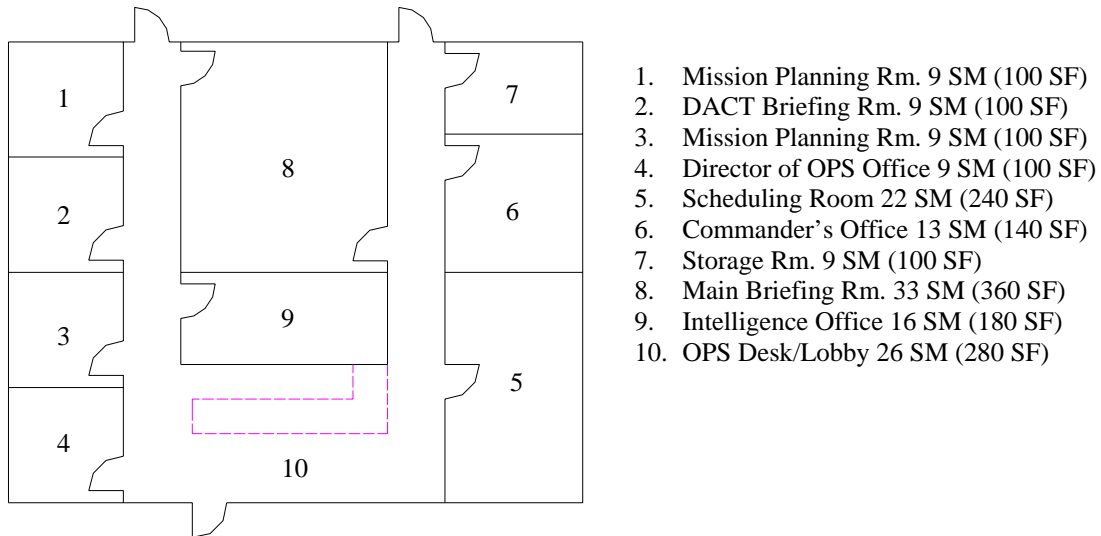 1
2
3
4
5
6
7
8
9
10
1. Mission Planning Rm. 9 SM (100 SF)
2. DACT Briefing Rm. 9 SM (100 SF)
3. Mission Planning Rm. 9 SM (100 SF)
4. Director of OPS Office 9 SM (100 SF)
5. Scheduling Room 22 SM (240 SF)
6. Commander's Office 13 SM (140 SF)
7. Storage Rm. 9 SM (100 SF)
8. Main Briefing Rm. 33 SM (360 SF)
9. Intelligence Office 16 SM (180 SF)
10. OPS Desk/Lobby 26 SM (280 SF)